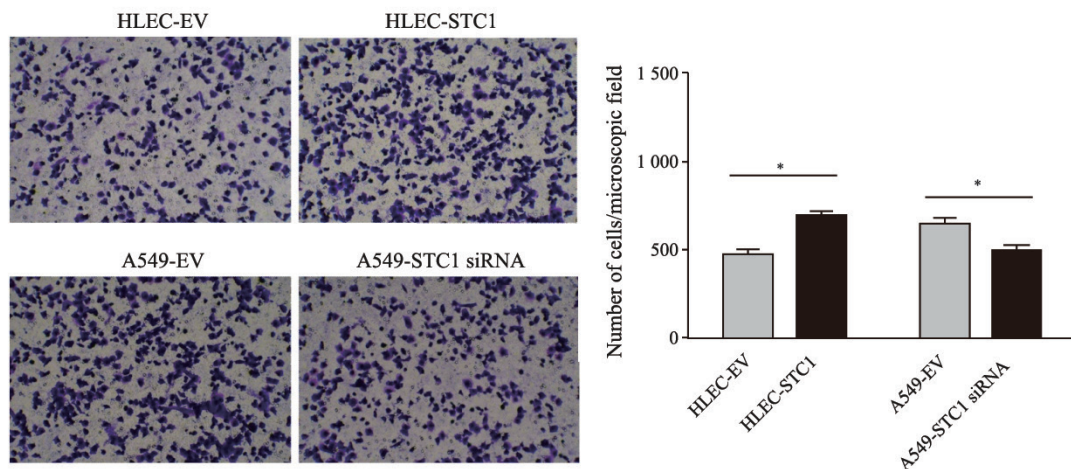 HLEC-EV
HLEC-STC1
A549-EV
A549-STC1 siRNA
Number of cells/microscopic field
1 500
1 000
500
0
*
*
HLEC-EV
HLEC-STC1
A549-EV
A549-STC1 siRNA